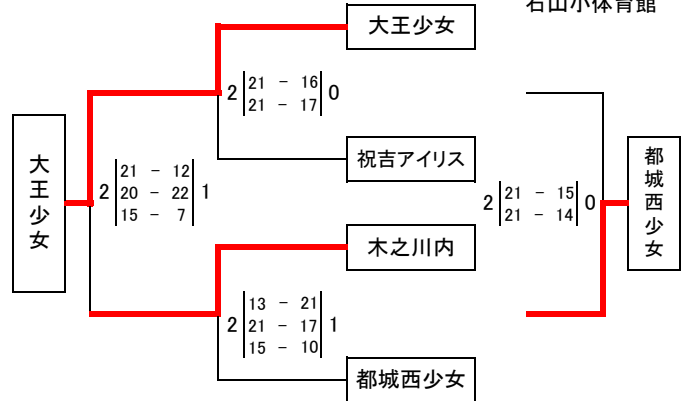 石山小体育館
大王少女
2 21 - 16 0
21 - 17
祝吉アイリス
大王少女
2 21 - 12 1
20 - 22
15 - 7
都城西少女
2 21 - 15 0
21 - 14
木之川内
2 13 - 21 1
21 - 17
15 - 10
都城西少女